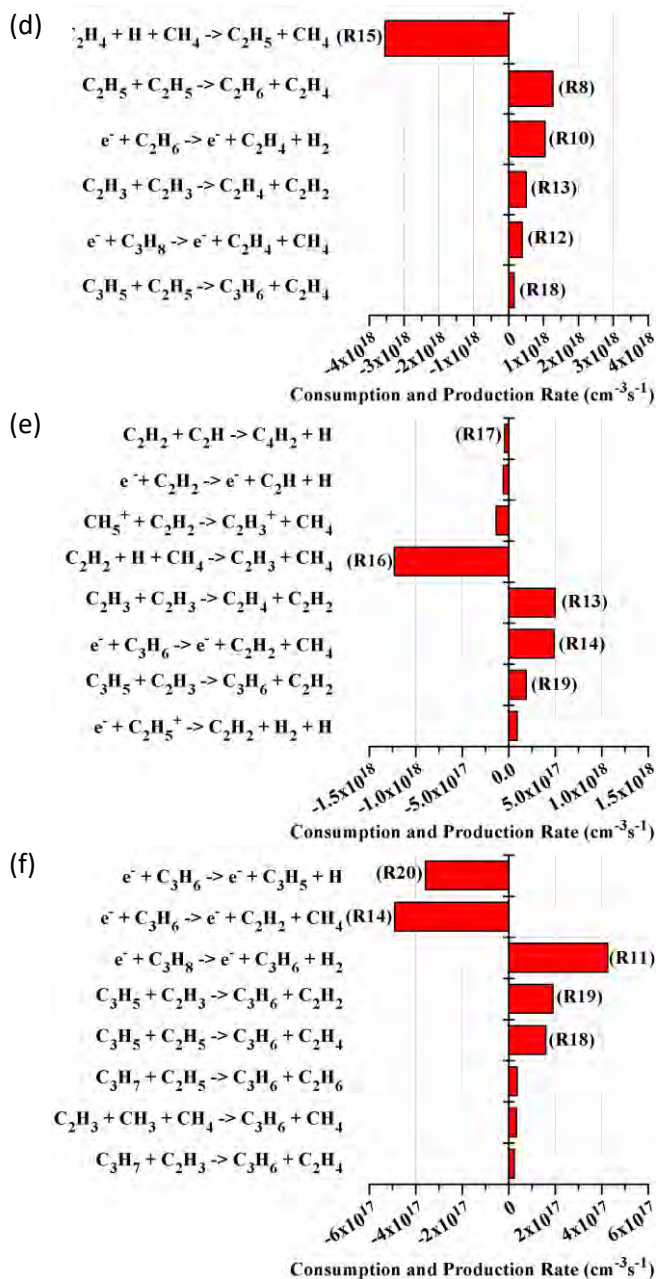 (d)
C₂H₄ + H + CH₄ -> C₂H₅ + CH₄ (R15)
C₂H₅ + C₂H₅ -> C₂H₆ + C₂H₄ (R8)
e⁻ + C₂H₆ -> e⁻ + C₂H₄ + H₂ (R10)
C₂H₃ + C₂H₃ -> C₂H₄ + C₂H₂ (R13)
e⁻ + C₃H₈ -> e⁻ + C₂H₄ + CH₄ (R12)
C₃H₅ + C₂H₅ -> C₃H₆ + C₂H₄ (R18)
-4x10¹⁸ -3x10¹⁸ -2x10¹⁸ -1x10¹⁸ 0 1x10¹⁸ 2x10¹⁸ 3x10¹⁸ 4x10¹⁸
Consumption and Production Rate (cm⁻³s⁻¹)
(e)
C₂H₂ + C₂H -> C₄H₂ + H (R17)
e⁻ + C₂H₂ -> e⁻ + C₂H + H
CH₅⁺ + C₂H₂ -> C₂H₃⁺ + CH₄
C₂H₂ + H + CH₄ -> C₂H₃ + CH₄ (R16)
C₂H₃ + C₂H₃ -> C₂H₄ + C₂H₂ (R13)
e⁻ + C₃H₆ -> e⁻ + C₂H₂ + CH₄ (R14)
C₃H₅ + C₂H₃ -> C₃H₆ + C₂H₂ (R19)
e⁻ + C₂H₅⁺ -> C₂H₂ + H₂ + H
-1.5x10¹⁸ -1.0x10¹⁸ -5.0x10¹⁷ 0.0 5.0x10¹⁷ 1.0x10¹⁸ 1.5x10¹⁸
Consumption and Production Rate (cm⁻³s⁻¹)
(f)
e⁻ + C₃H₆ -> e⁻ + C₃H₅ + H (R20)
e⁻ + C₃H₆ -> e⁻ + C₂H₂ + CH₄ (R14)
e⁻ + C₃H₈ -> e⁻ + C₃H₆ + H₂ (R11)
C₃H₅ + C₂H₃ -> C₃H₆ + C₂H₂ (R19)
C₃H₅ + C₂H₅ -> C₃H₆ + C₂H₄ (R18)
C₃H₇ + C₂H₅ -> C₃H₆ + C₂H₆
C₂H₃ + CH₃ + CH₄ -> C₃H₆ + CH₄
C₃H₇ + C₂H₃ -> C₃H₆ + C₂H₄
-6x10¹⁷ -4x10¹⁷ -2x10¹⁷ 0 2x10¹⁷ 4x10¹⁷ 6x10¹⁷
Consumption and Production Rate (cm⁻³s⁻¹)